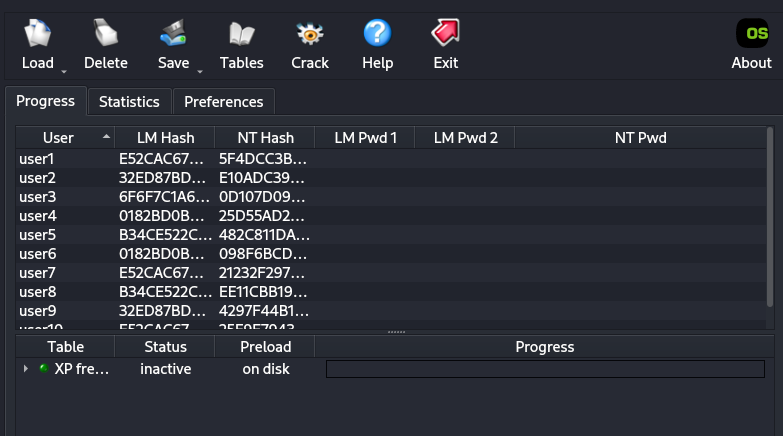 OS
Load Delete Save Tables Crack Help Exit About
Progress Statistics Preferences
User LM Hash NT Hash LM Pwd 1 LM Pwd 2 NT Pwd
user1 E52CAC67... 5F4DCC3B...
user2 32ED87BD... E10ADC39...
user3 6F6F7C1A6... 0D107D09...
user4 0182BD0B... 25D55AD2...
user5 B34CE522C... 482C811DA...
user6 0182BD0B... 098F6BCD...
user7 E52CAC67... 21232F297...
user8 B34CE522C... EE11CBB19...
user9 32ED87BD... 4297F44B1...
user10 E52CAC67...
Table Status Preload Progress
XP fre... inactive on disk